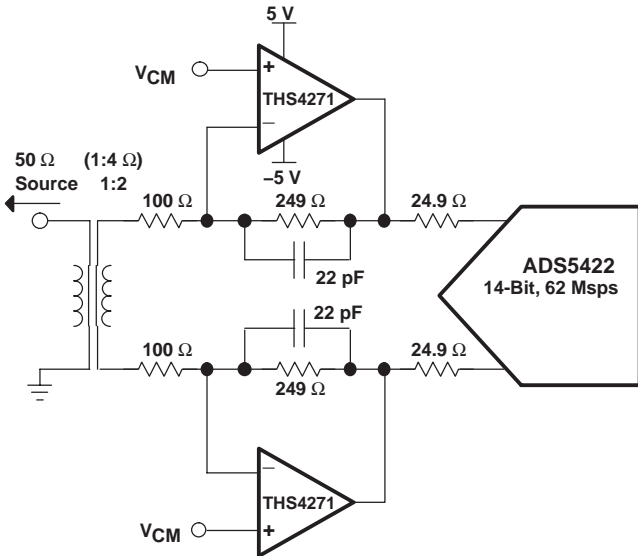 5 V
VCM
+
THS4271
−
−5 V
50 Ω (1:4 Ω)
Source 1:2
100 Ω
249 Ω
24.9 Ω
22 pF
ADS5422
14-Bit, 62 Msps
22 pF
100 Ω
249 Ω
24.9 Ω
−
THS4271
VCM
+